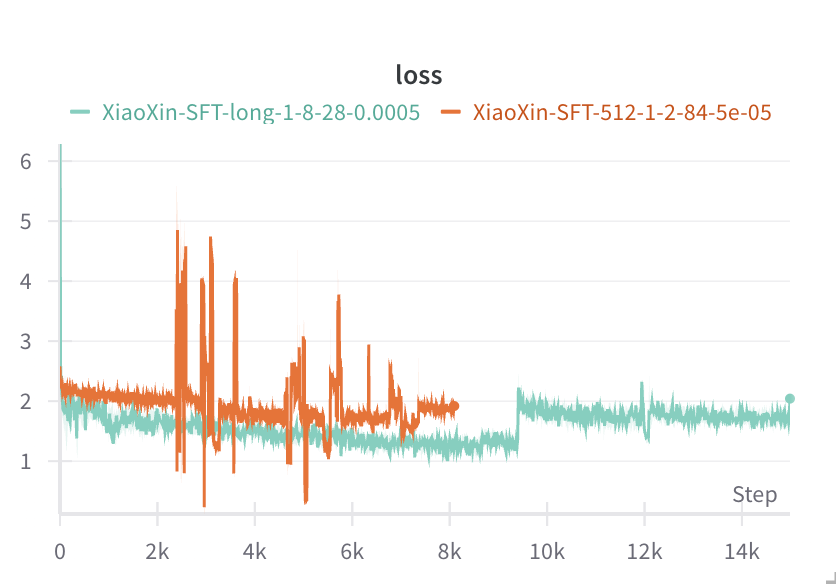 loss
XiaoXin-SFT-long-1-8-28-0.0005 XiaoXin-SFT-512-1-2-84-5e-05
6
5
4
3
2
1
Step
0 2k 4k 6k 8k 10k 12k 14k